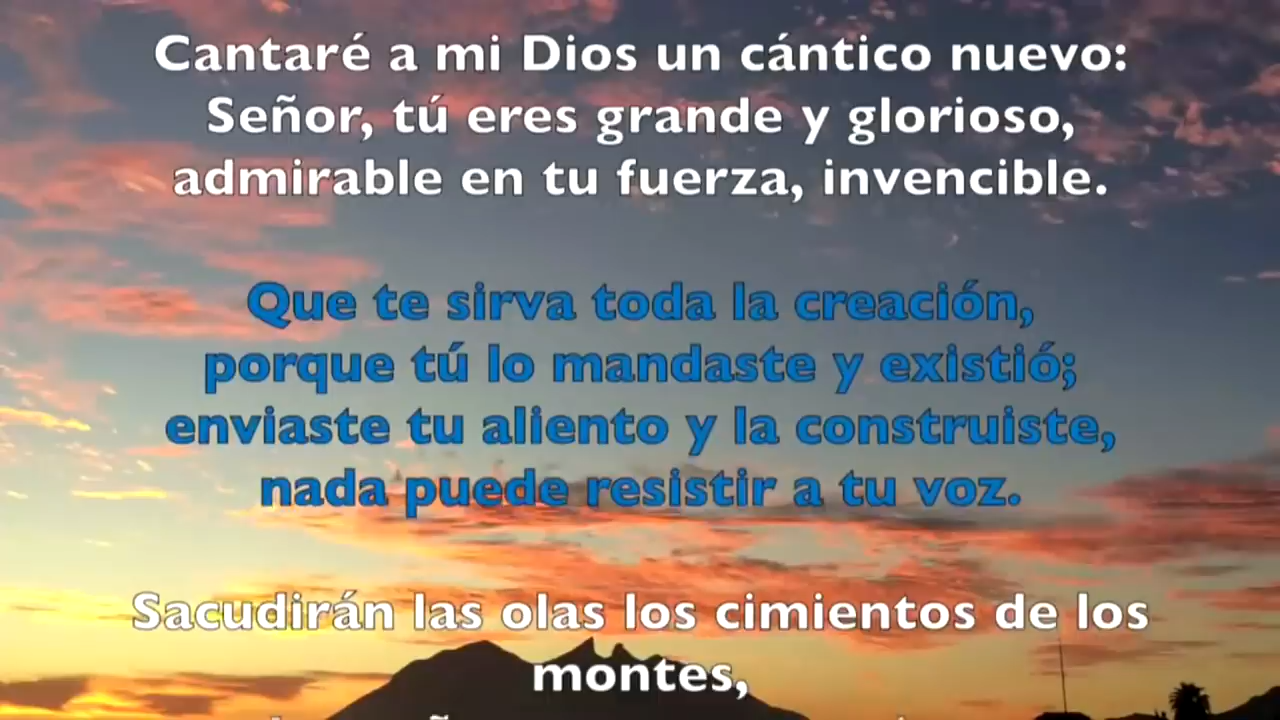 Cantaré a mi Dios un cántico nuevo:
Señor, tú eres grande y glorioso,
admirable en tu fuerza, invencible.
Que te sirva toda la creación,
porque tú lo mandaste y existió;
enviaste tu aliento y la construiste,
nada puede resistir a tu voz.
Sacudirán las olas los cimientos de los
montes,